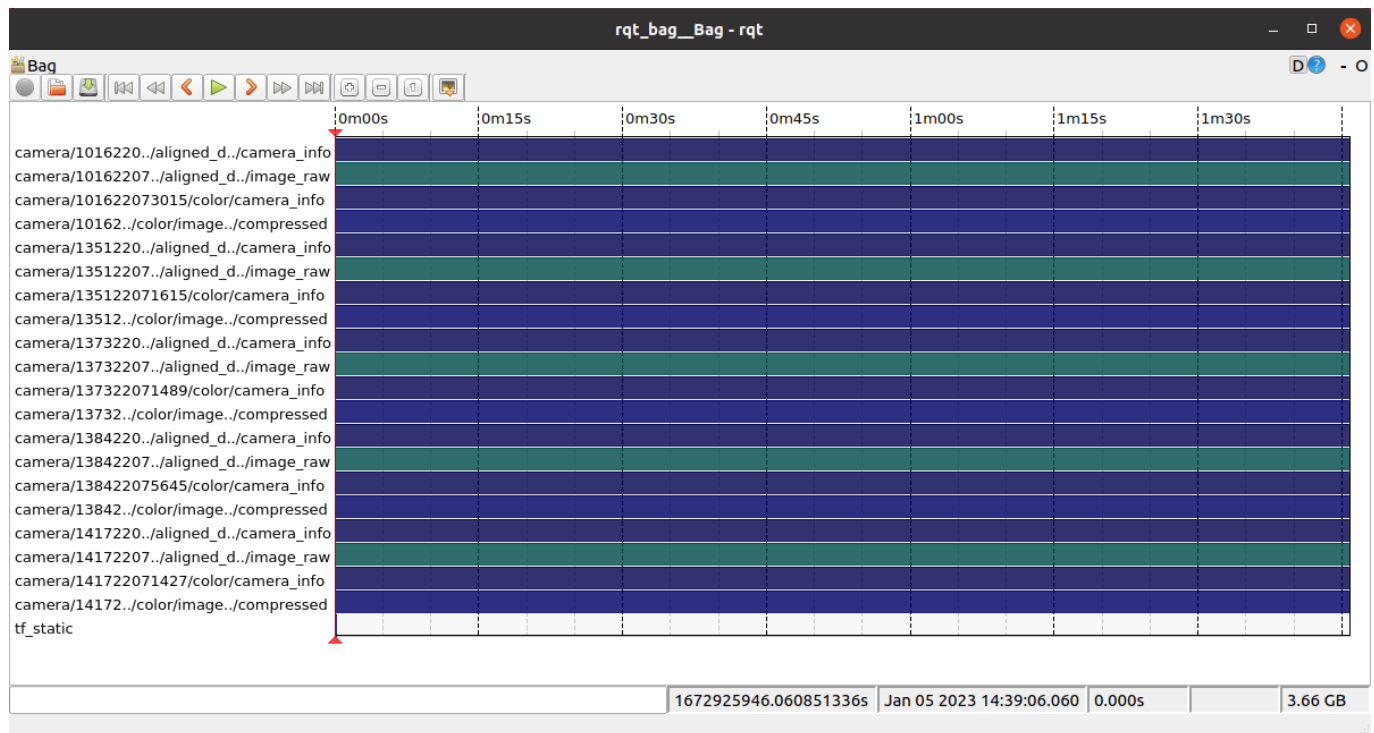 rqt_bag__Bag - rqt
Bag
D ? - O
0m00s 0m15s 0m30s 0m45s 1m00s 1m15s 1m30s
camera/1016220../aligned_d../camera_info
camera/10162207../aligned_d../image_raw
camera/101622073015/color/camera_info
camera/10162../color/image../compressed
camera/1351220../aligned_d../camera_info
camera/13512207../aligned_d../image_raw
camera/135122071615/color/camera_info
camera/13512../color/image../compressed
camera/1373220../aligned_d../camera_info
camera/13732207../aligned_d../image_raw
camera/137322071489/color/camera_info
camera/13732../color/image../compressed
camera/1384220../aligned_d../camera_info
camera/13842207../aligned_d../image_raw
camera/138422075645/color/camera_info
camera/13842../color/image../compressed
camera/1417220../aligned_d../camera_info
camera/14172207../aligned_d../image_raw
camera/141722071427/color/camera_info
camera/14172../color/image../compressed
tf_static
1672925946.060851336s Jan 05 2023 14:39:06.060 0.000s 3.66 GB